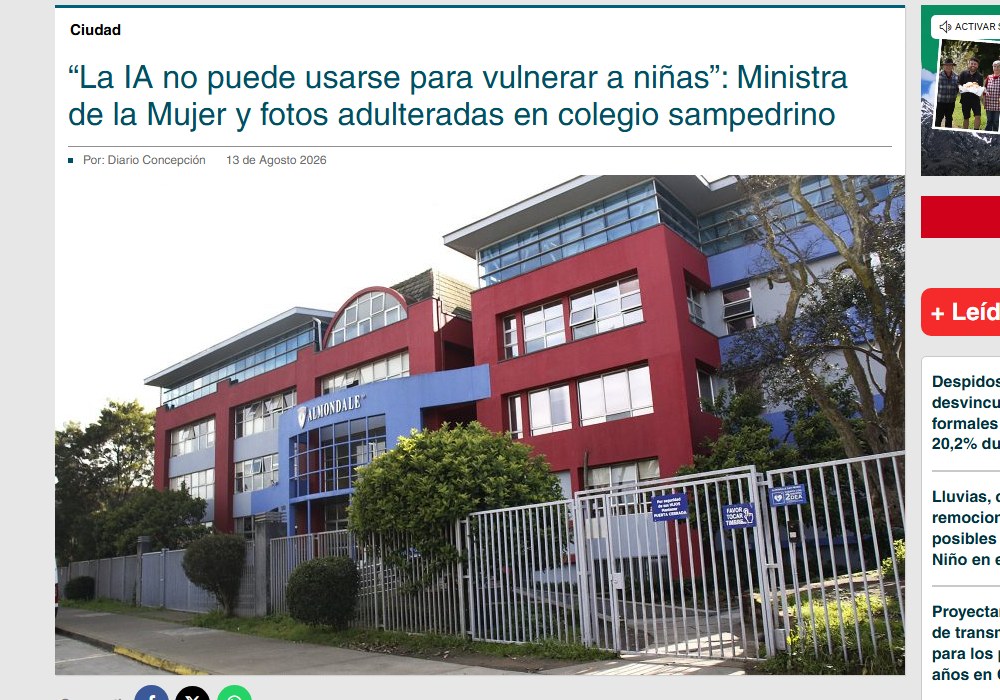 Ciudad
“La IA no puede usarse para vulnerar a niñas”: Ministra
de la Mujer y fotos adulteradas en colegio sampedrino
Por: Diario Concepción 13 de Agosto 2026
ACTIVAR S
ALMONDALE
FAVOR
TOCAR
TIMBRE
+ Leíd
Despidos
desvincu
formales
20,2% du
Lluvias,
remocion
posibles
Niño en e
Proyecta
de transm
para los p
años en C